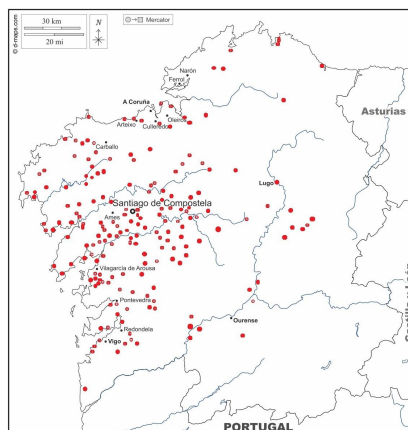 30 km
20 mi
N
Mercator
© d-maps.com
Narón
Ferrol
A Coruña
Oleiros
Arteixo
Culleredo
Carballo
Asturias
Lugo
Santiago de Compostela
Ames
Vilagarcía de Arousa
Pontevedra
Redondela
Vigo
Ourense
PORTUGAL